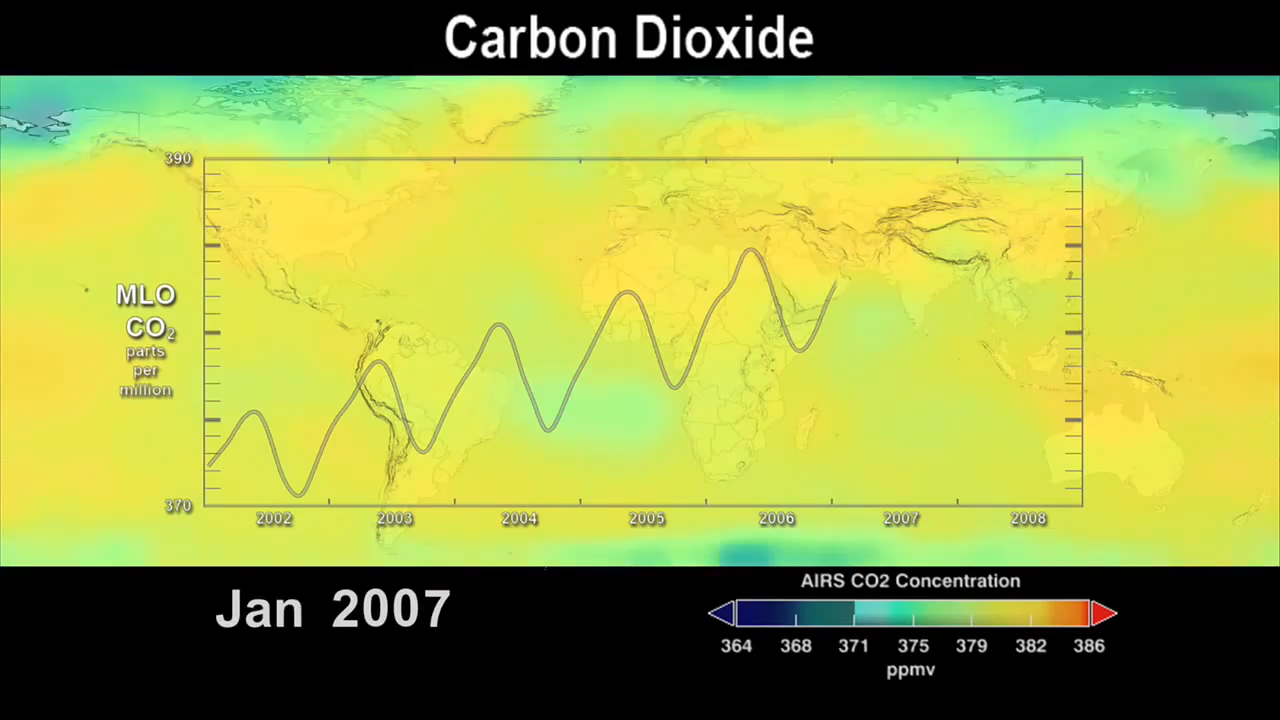 Carbon Dioxide
390
MLO
CO₂
parts
per
million
370
2002 2003 2004 2005 2006 2007 2008
Jan 2007
AIRS CO2 Concentration
364 368 371 375 379 382 386
ppmv